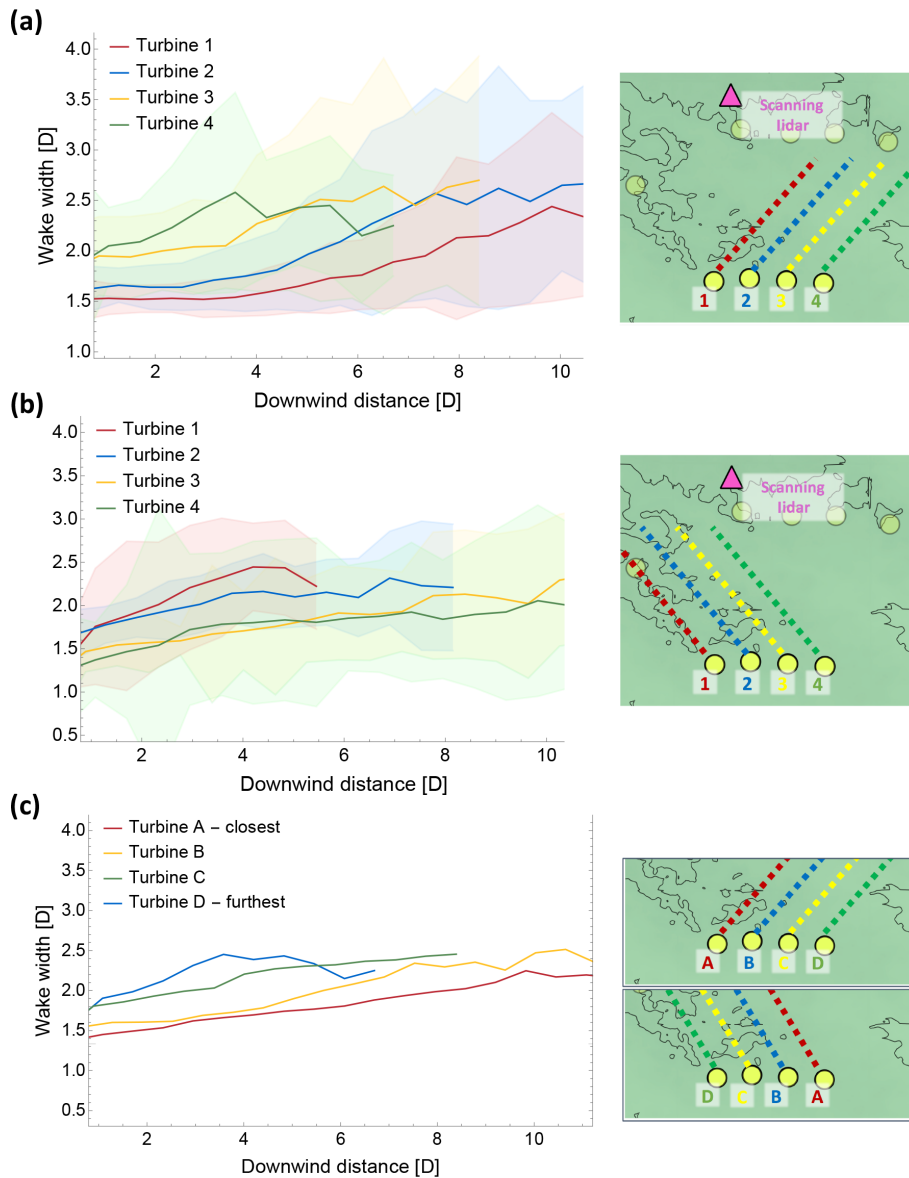 (a)
Turbine 1
Turbine 2
Turbine 3
Turbine 4
4.0
3.5
3.0
2.5
2.0
1.5
1.0
Wake width [D]
2 4 6 8 10
Downwind distance [D]
Scanning
lidar
1 2 3 4
(b)
Turbine 1
Turbine 2
Turbine 3
Turbine 4
4.0
3.5
3.0
2.5
2.0
1.5
1.0
0.5
Wake width [D]
2 4 6 8 10
Downwind distance [D]
Scanning
lidar
1 2 3 4
(c)
Turbine A – closest
Turbine B
Turbine C
Turbine D – furthest
4.0
3.5
3.0
2.5
2.0
1.5
1.0
0.5
Wake width [D]
2 4 6 8 10
Downwind distance [D]
A B C D
D C B A